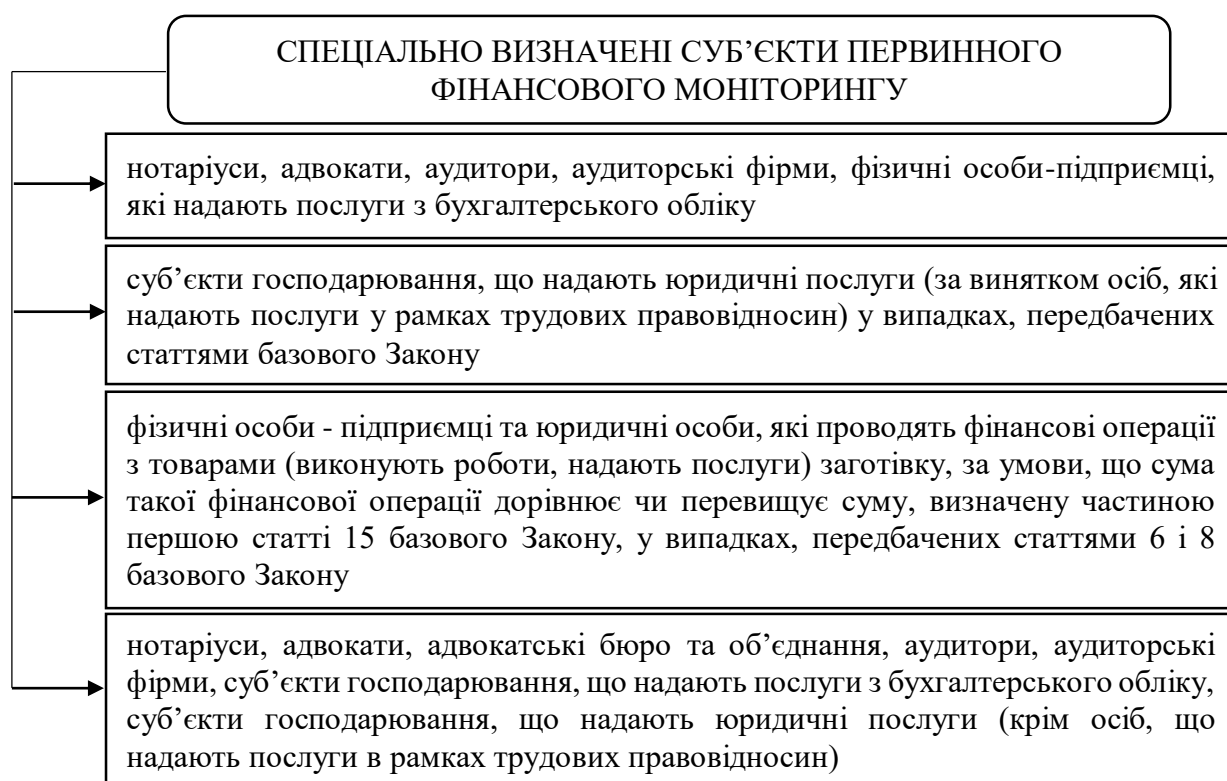 СПЕЦІАЛЬНО ВИЗНАЧЕНІ СУБ’ЄКТИ ПЕРВИННОГО
ФІНАНСОВОГО МОНІТОРИНГУ
нотаріуси, адвокати, аудитори, аудиторські фірми, фізичні особи-підприємці,
які надають послуги з бухгалтерського обліку
суб’єкти господарювання, що надають юридичні послуги (за винятком осіб, які
надають послуги у рамках трудових правовідносин) у випадках, передбачених
статтями базового Закону
фізичні особи - підприємці та юридичні особи, які проводять фінансові операції
з товарами (виконують роботи, надають послуги) заготівку, за умови, що сума
такої фінансової операції дорівнює чи перевищує суму, визначену частиною
першою статті 15 базового Закону, у випадках, передбачених статтями 6 і 8
базового Закону
нотаріуси, адвокати, адвокатські бюро та об’єднання, аудитори, аудиторські
фірми, суб’єкти господарювання, що надають послуги з бухгалтерського обліку,
суб’єкти господарювання, що надають юридичні послуги (крім осіб, що
надають послуги в рамках трудових правовідносин)